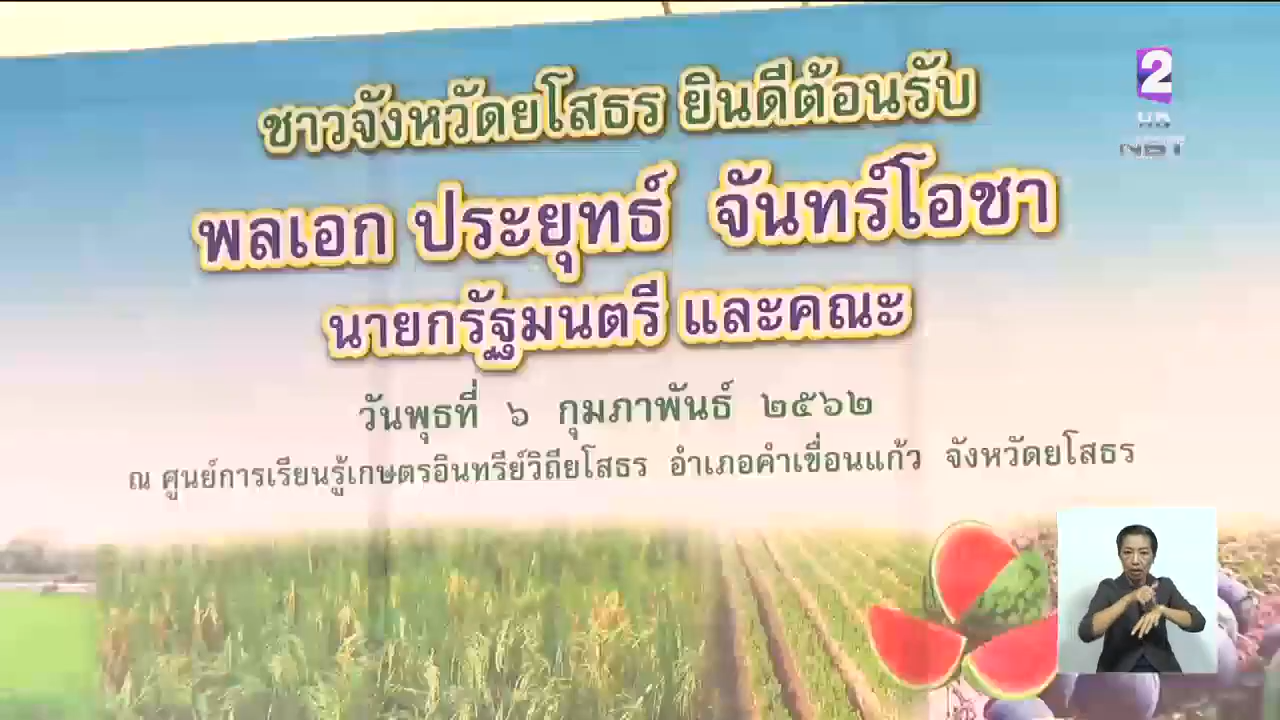 ชาวจังหวัดยโสธร ยินดีต้อนรับ
พลเอก ประยุทธ์ จันทร์โอชา
นายกรัฐมนตรี และคณะ
วันพุธที่ ๖ กุมภาพันธ์ ๒๕๖๒
ณ ศูนย์การเรียนรู้เกษตรอินทรีย์วิถียโสธร อำเภอคำเขื่อนแก้ว จังหวัดยโสธร
2
HD
NBT